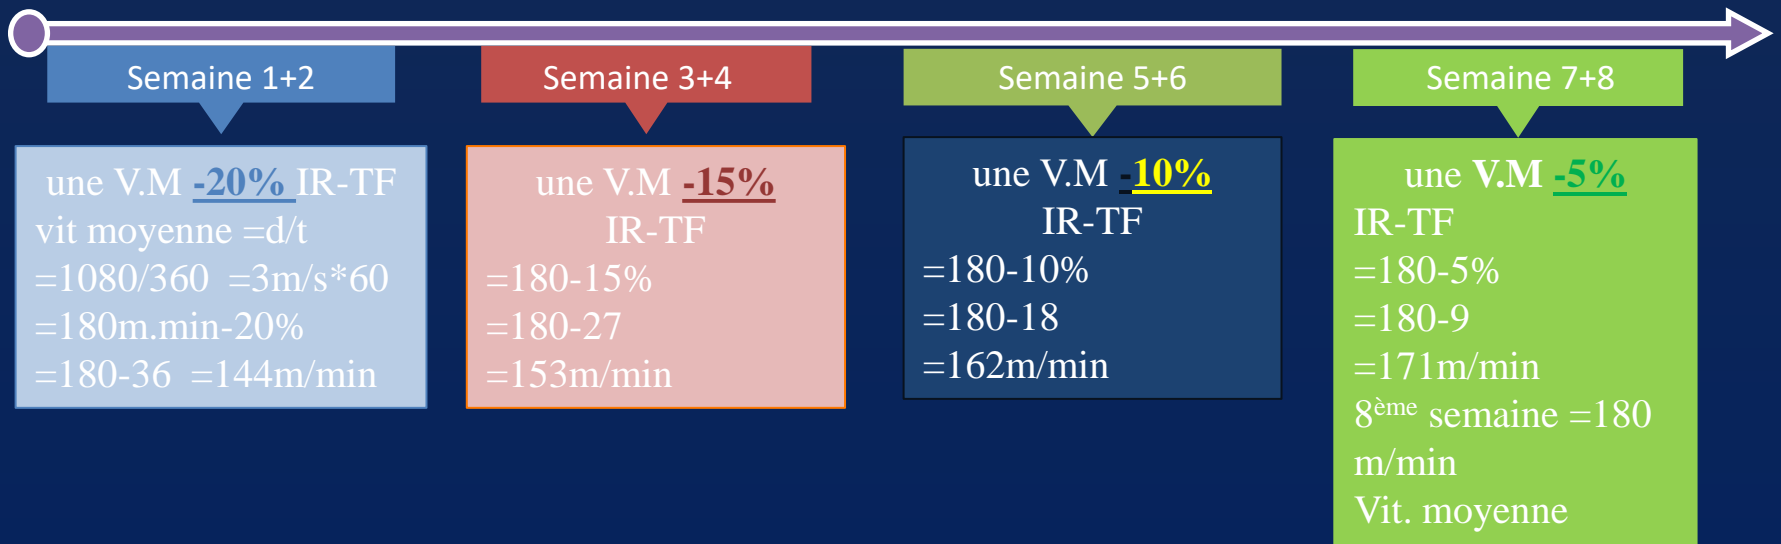 Semaine 1+2
une V.M -20% IR-TF
vit moyenne =d/t
=1080/360 =3m/s*60
=180m.min-20%
=180-36 =144m/min
Semaine 3+4
une V.M -15%
IR-TF
=180-15%
=180-27
=153m/min
Semaine 5+6
une V.M -10%
IR-TF
=180-10%
=180-18
=162m/min
Semaine 7+8
une V.M -5%
IR-TF
=180-5%
=180-9
=171m/min
8ème semaine =180
m/min
Vit. moyenne